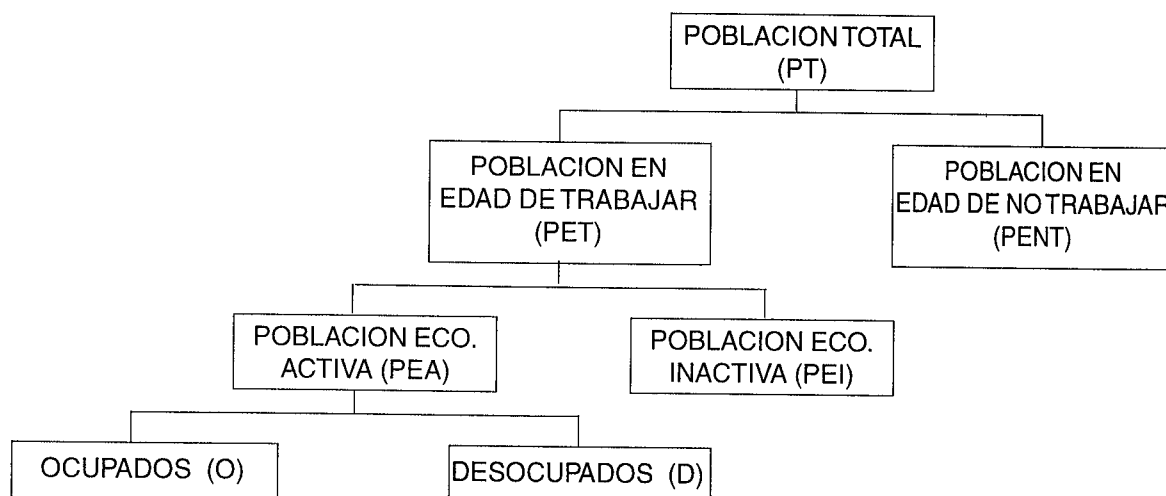 POBLACION TOTAL
(PT)
POBLACION EN
EDAD DE TRABAJAR
(PET)
POBLACION EN
EDAD DE NO TRABAJAR
(PENT)
POBLACION ECO.
ACTIVA (PEA)
POBLACION ECO.
INACTIVA (PEI)
OCUPADOS (O)
DESOCUPADOS (D)